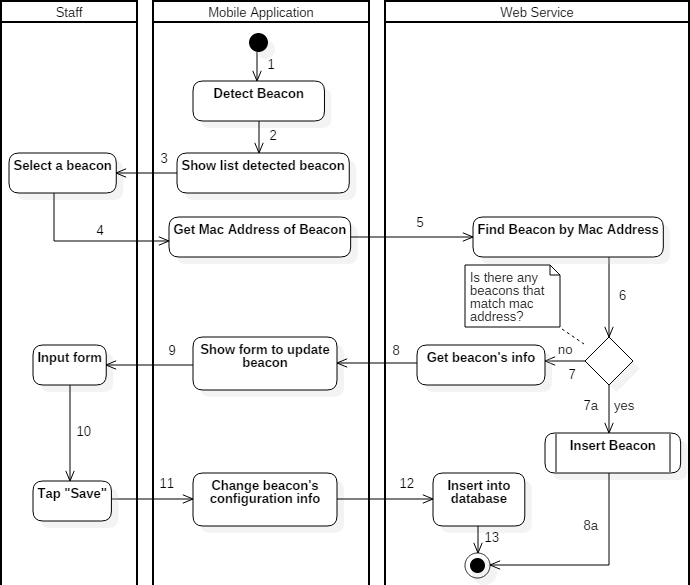 Staff
Mobile Application
Web Service
1
Detect Beacon
2
Show list detected beacon
3
Select a beacon
4
Get Mac Address of Beacon
5
Find Beacon by Mac Address
Is there any
beacons that
match mac
address?
6
no
7
7a
yes
Get beacon's info
8
Show form to update
beacon
9
Input form
10
Insert Beacon
Tap "Save"
11
Change beacon's
configuration info
12
Insert into
database
13
8a